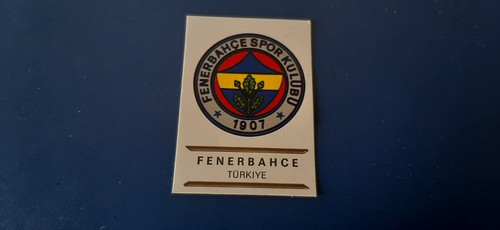 FENERBAHÇE SPOR KULÜBÜ
1907
FENERBAHCE
TÜRKIYE